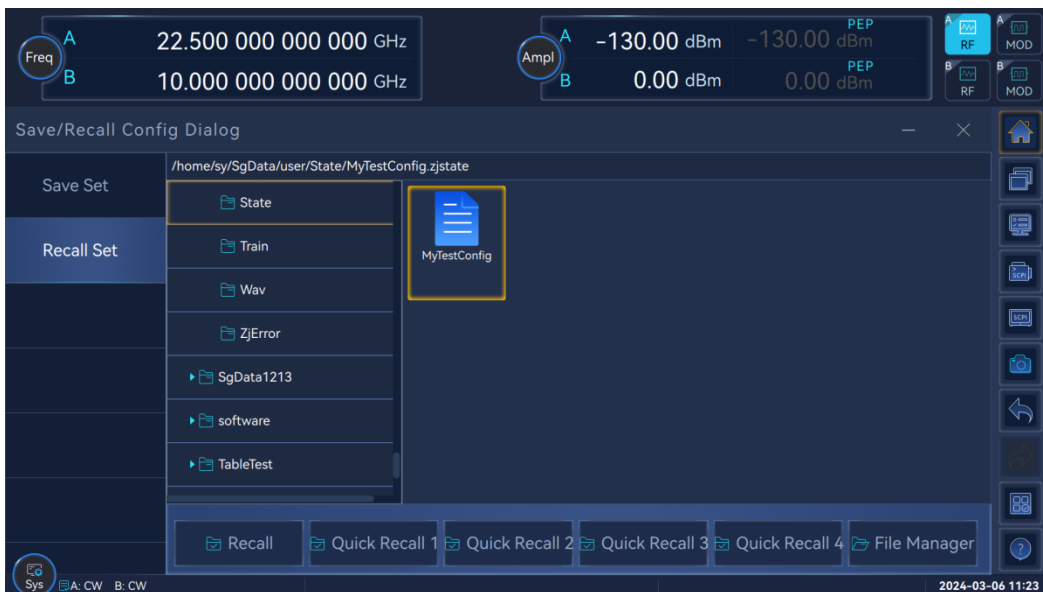 Freq
A 22.500 000 000 000 GHz
B 10.000 000 000 000 GHz
Ampl
A -130.00 dBm PEP -130.00 dBm
B 0.00 dBm PEP 0.00 dBm
A RF
A MOD
B RF
B MOD
Save/Recall Config Dialog
Save Set
Recall Set
/home/sy/SgData/user/State/MyTestConfig.zjstate
State
Train
Wav
ZjError
SgData1213
software
TableTest
MyTestConfig
SCPI
SCPI
Recall
Quick Recall 1
Quick Recall 2
Quick Recall 3
Quick Recall 4
File Manager
Sys
A: CW B: CW
2024-03-06 11:23